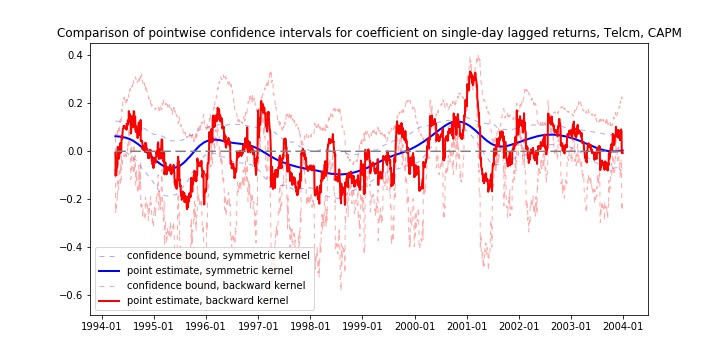 Comparison of pointwise confidence intervals for coefficient on single-day lagged returns, Telcm, CAPM
0.4
0.2
0.0
−0.2
−0.4
−0.6
confidence bound, symmetric kernel
point estimate, symmetric kernel
confidence bound, backward kernel
point estimate, backward kernel
1994-01 1995-01 1996-01 1997-01 1998-01 1999-01 2000-01 2001-01 2002-01 2003-01 2004-01